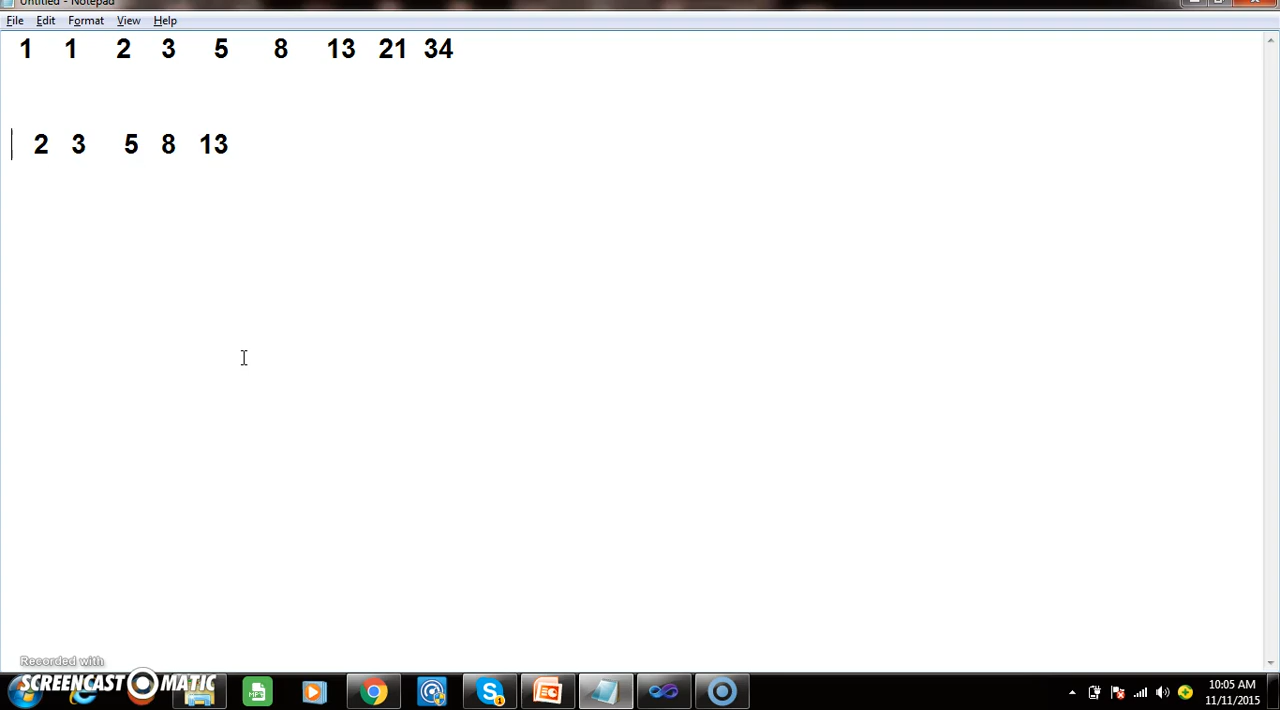 Untitled - Notepad
File Edit Format View Help
1 1 2 3 5 8 13 21 34
2 3 5 8 13
Recorded with
SCREENCAST MATIC
10:05 AM
11/11/2015